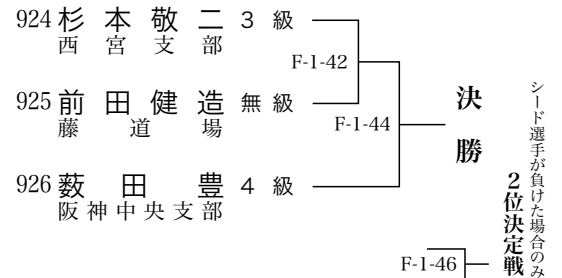 924 杉本敬二 3級
西宮支部
F-1-42
925 前田健造 無級
藤道場
F-1-44
決勝
926 薮田豊 4級
阪神中央支部
シード選手が負けた場合のみ
2位決定戦
F-1-46